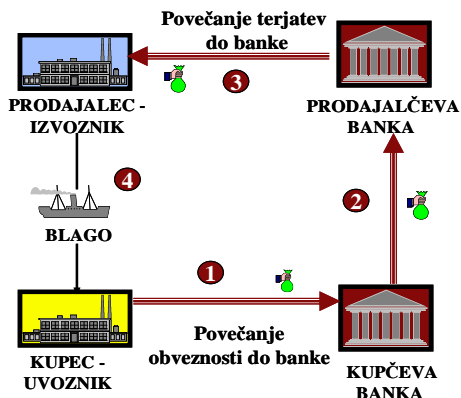 Povečanje terjatev
do banke
3
PRODAJALEC -
IZVOZNIK
PRODAJALČEVA
BANKA
4
2
BLAGO
1
Povečanje
obveznosti do banke
KUPEC -
UVOZNIK
KUPČEVA
BANKA